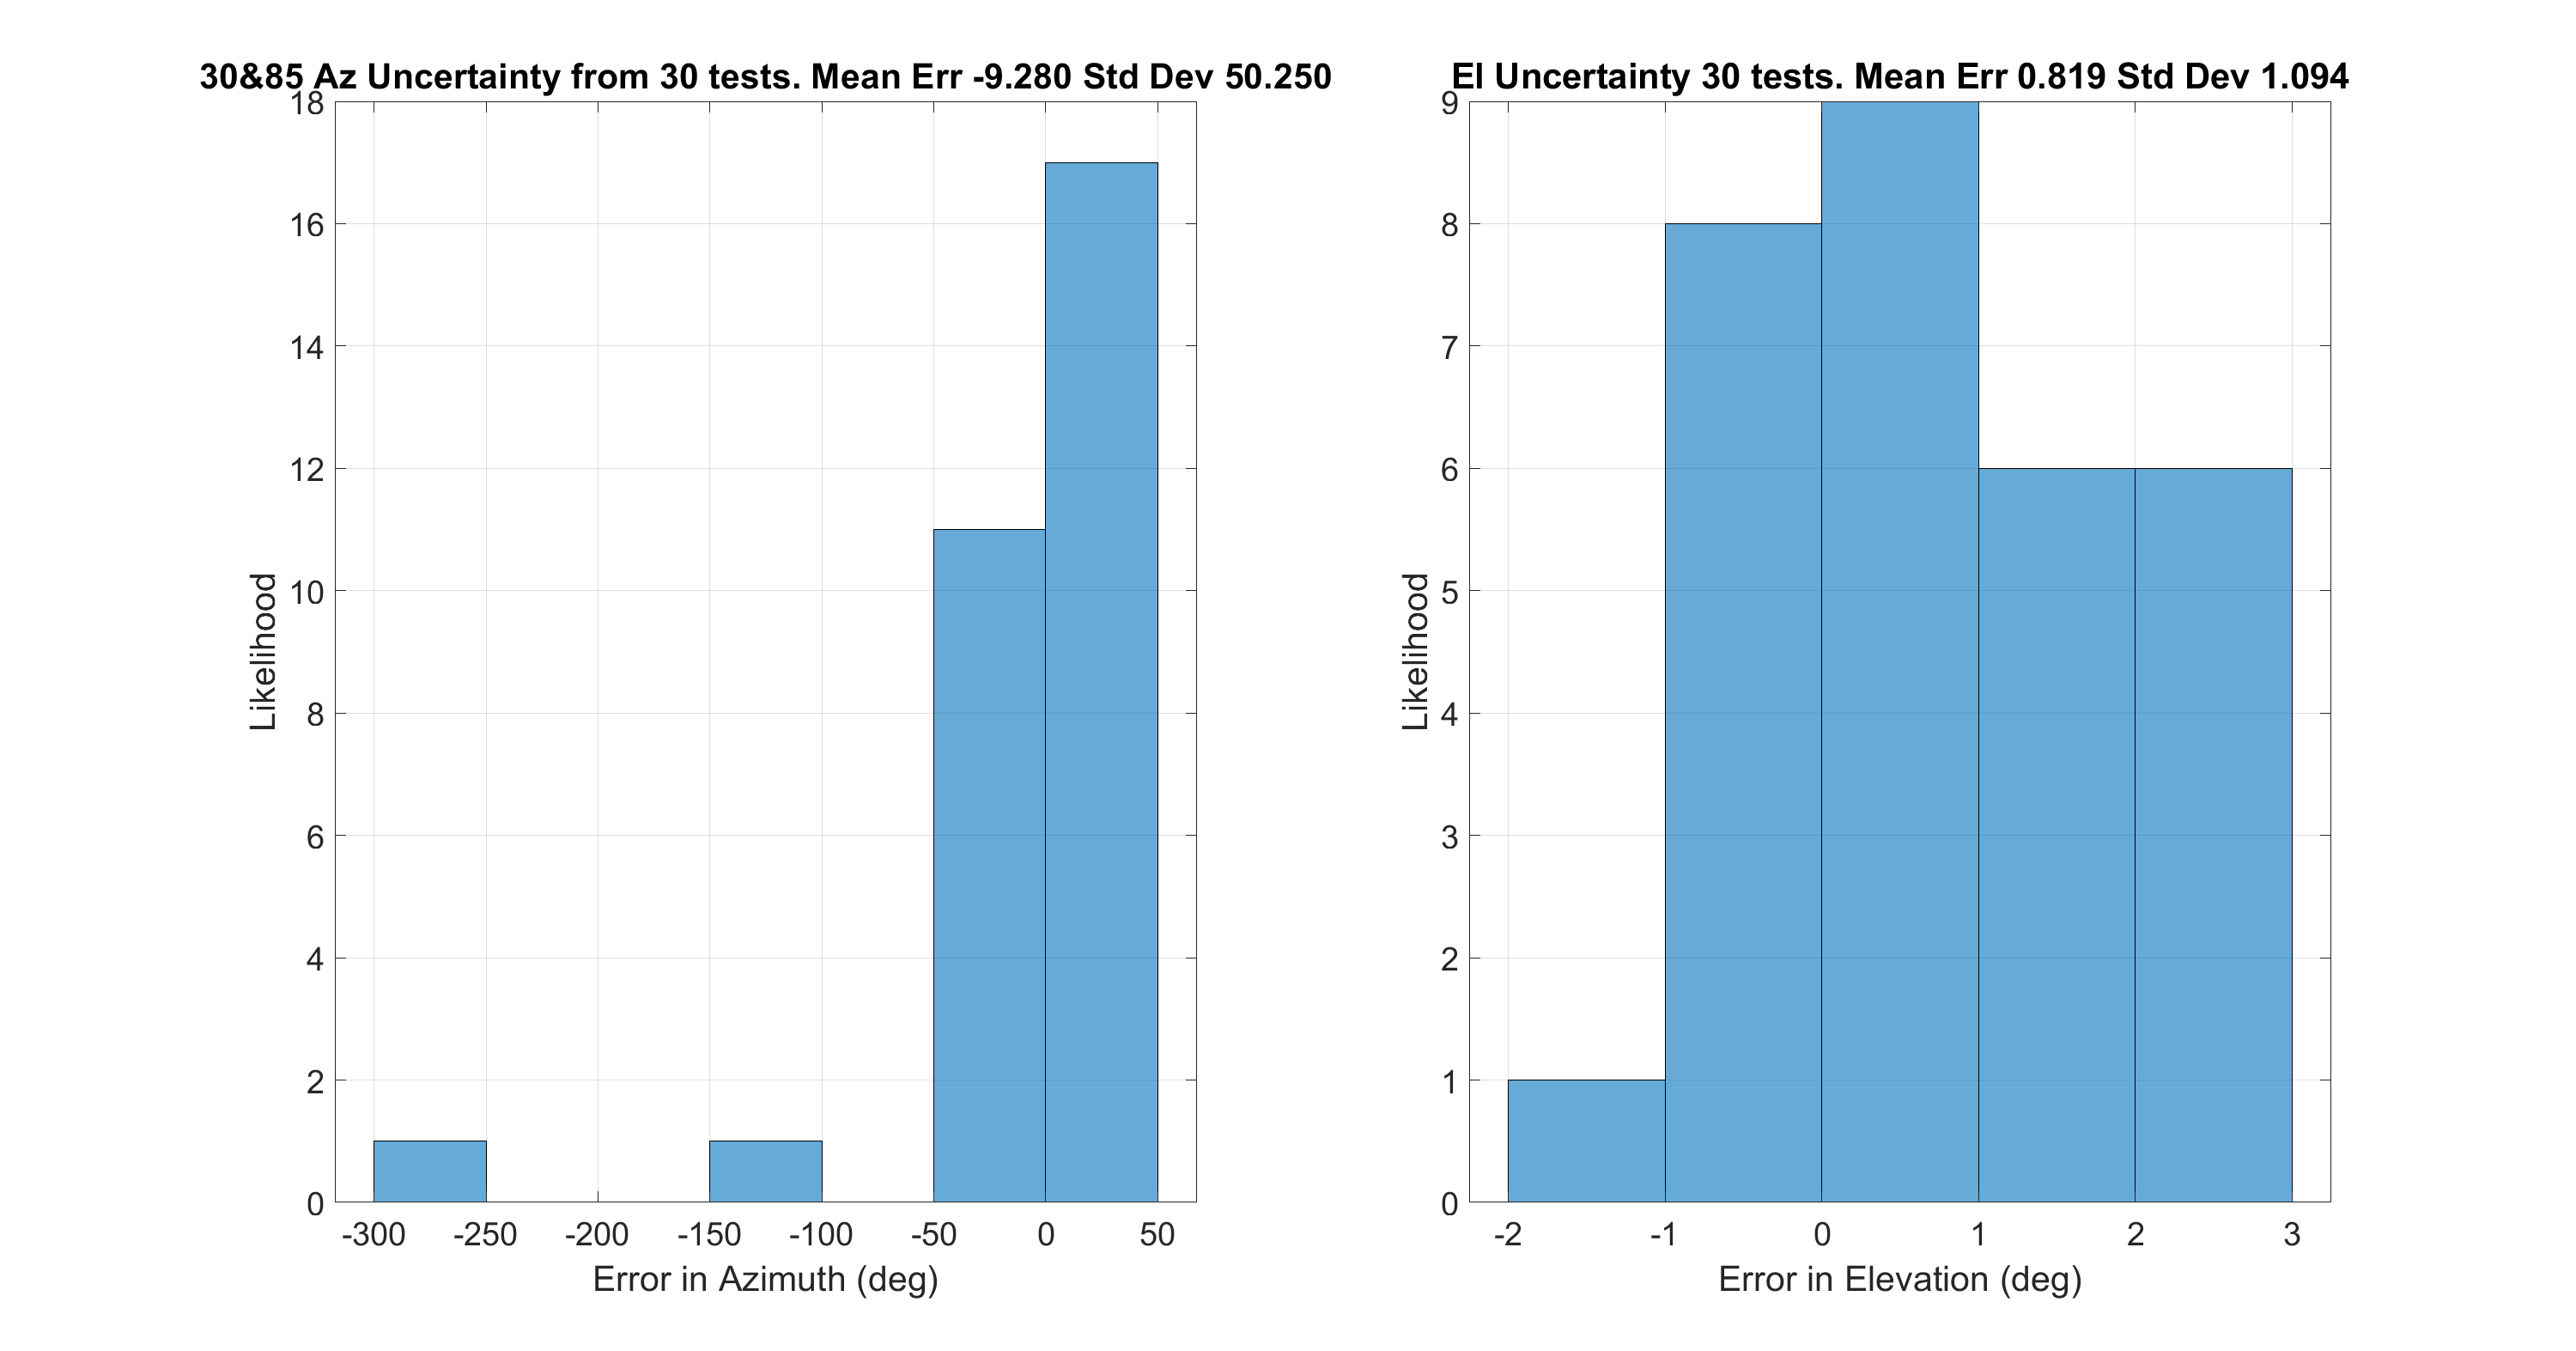 30&85 Az Uncertainty from 30 tests. Mean Err -9.280 Std Dev 50.250
18
16
14
12
10
8
6
4
2
0
Likelihood
-300 -250 -200 -150 -100 -50 0 50
Error in Azimuth (deg)
El Uncertainty 30 tests. Mean Err 0.819 Std Dev 1.094
9
8
7
6
5
4
3
2
1
0
Likelihood
-2 -1 0 1 2 3
Error in Elevation (deg)